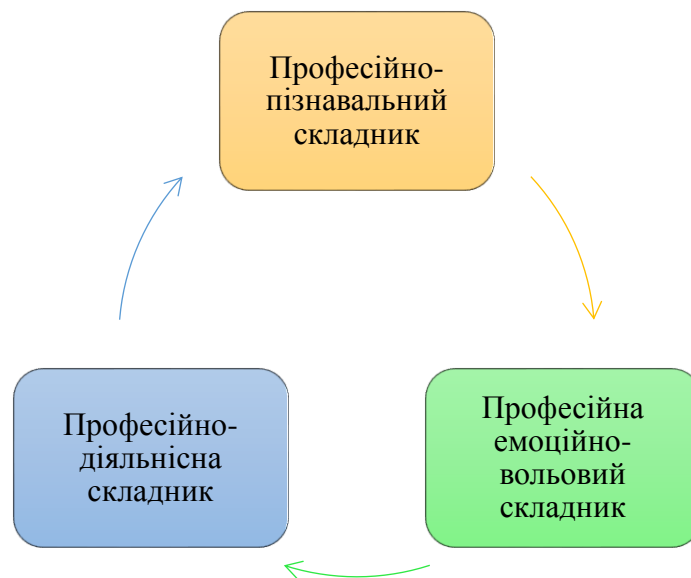 Професійно-
пізнавальний
складник
Професійна
емоційно-
вольовий
складник
Професійно-
діяльнісна
складник